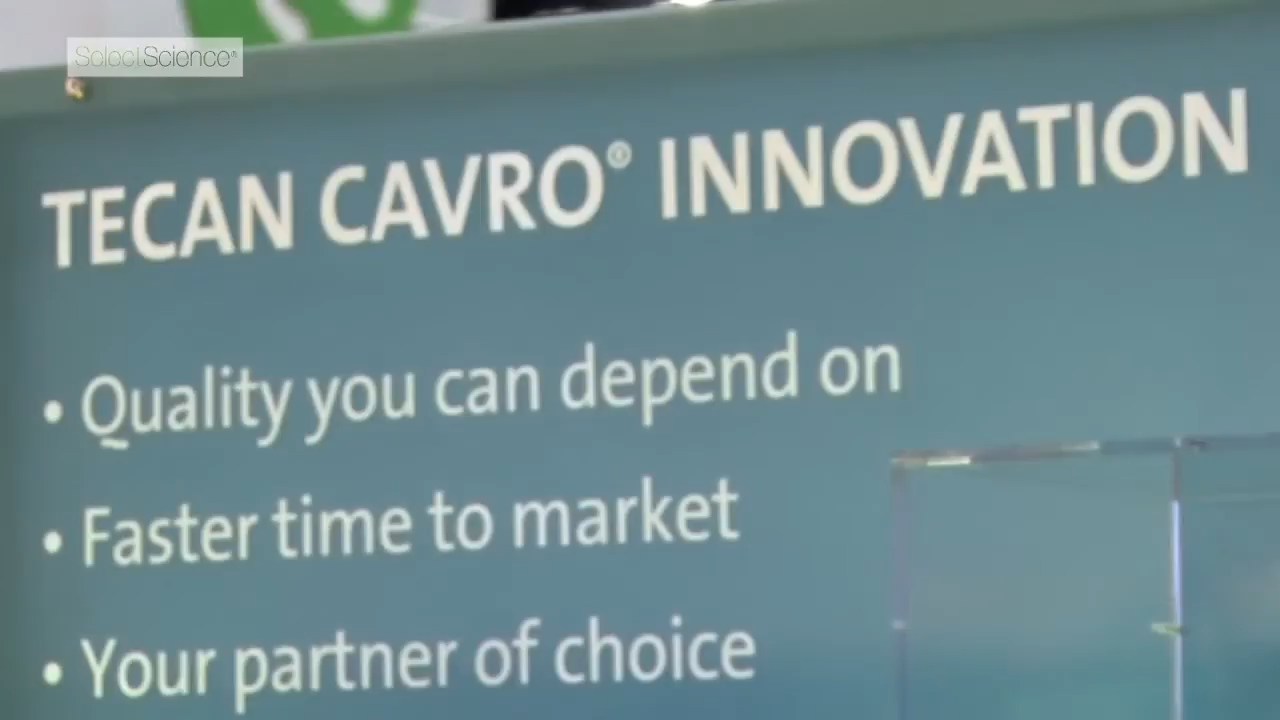 SelectScience®
TECAN CAVRO® INNOVATION
• Quality you can depend on
• Faster time to market
• Your partner of choice